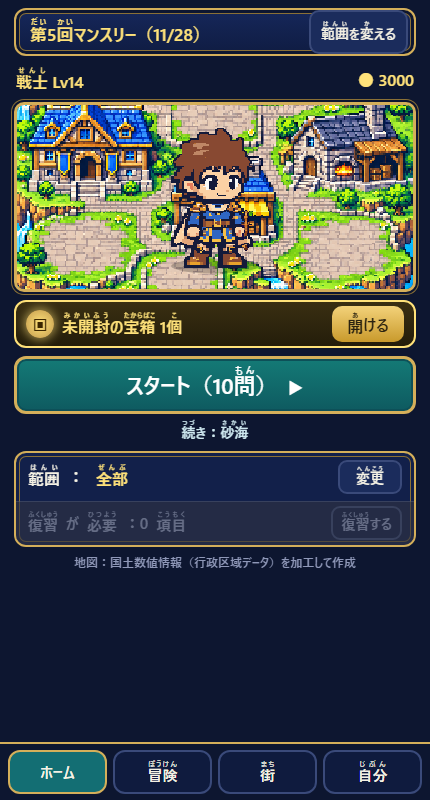 第5回マンスリー（11/28）
範囲を変える
戦士 Lv14
3000
未開封の宝箱 1個
開ける
スタート（10問） ▶
続き：砂海
範囲 ： 全部
変更
復習 が 必要 ：0 項目
復習する
地図：国土数値情報（行政区域データ）を加工して作成
ホーム
冒険
街
自分